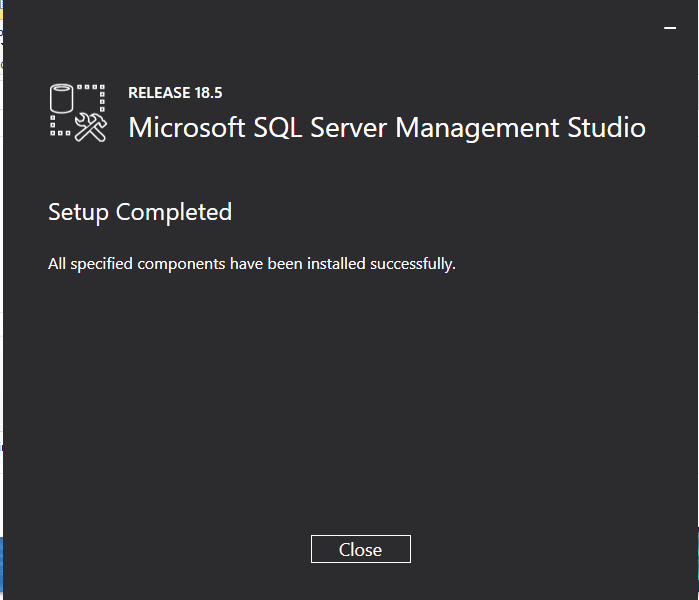 RELEASE 18.5
Microsoft SQL Server Management Studio
Setup Completed
All specified components have been installed successfully.
Close